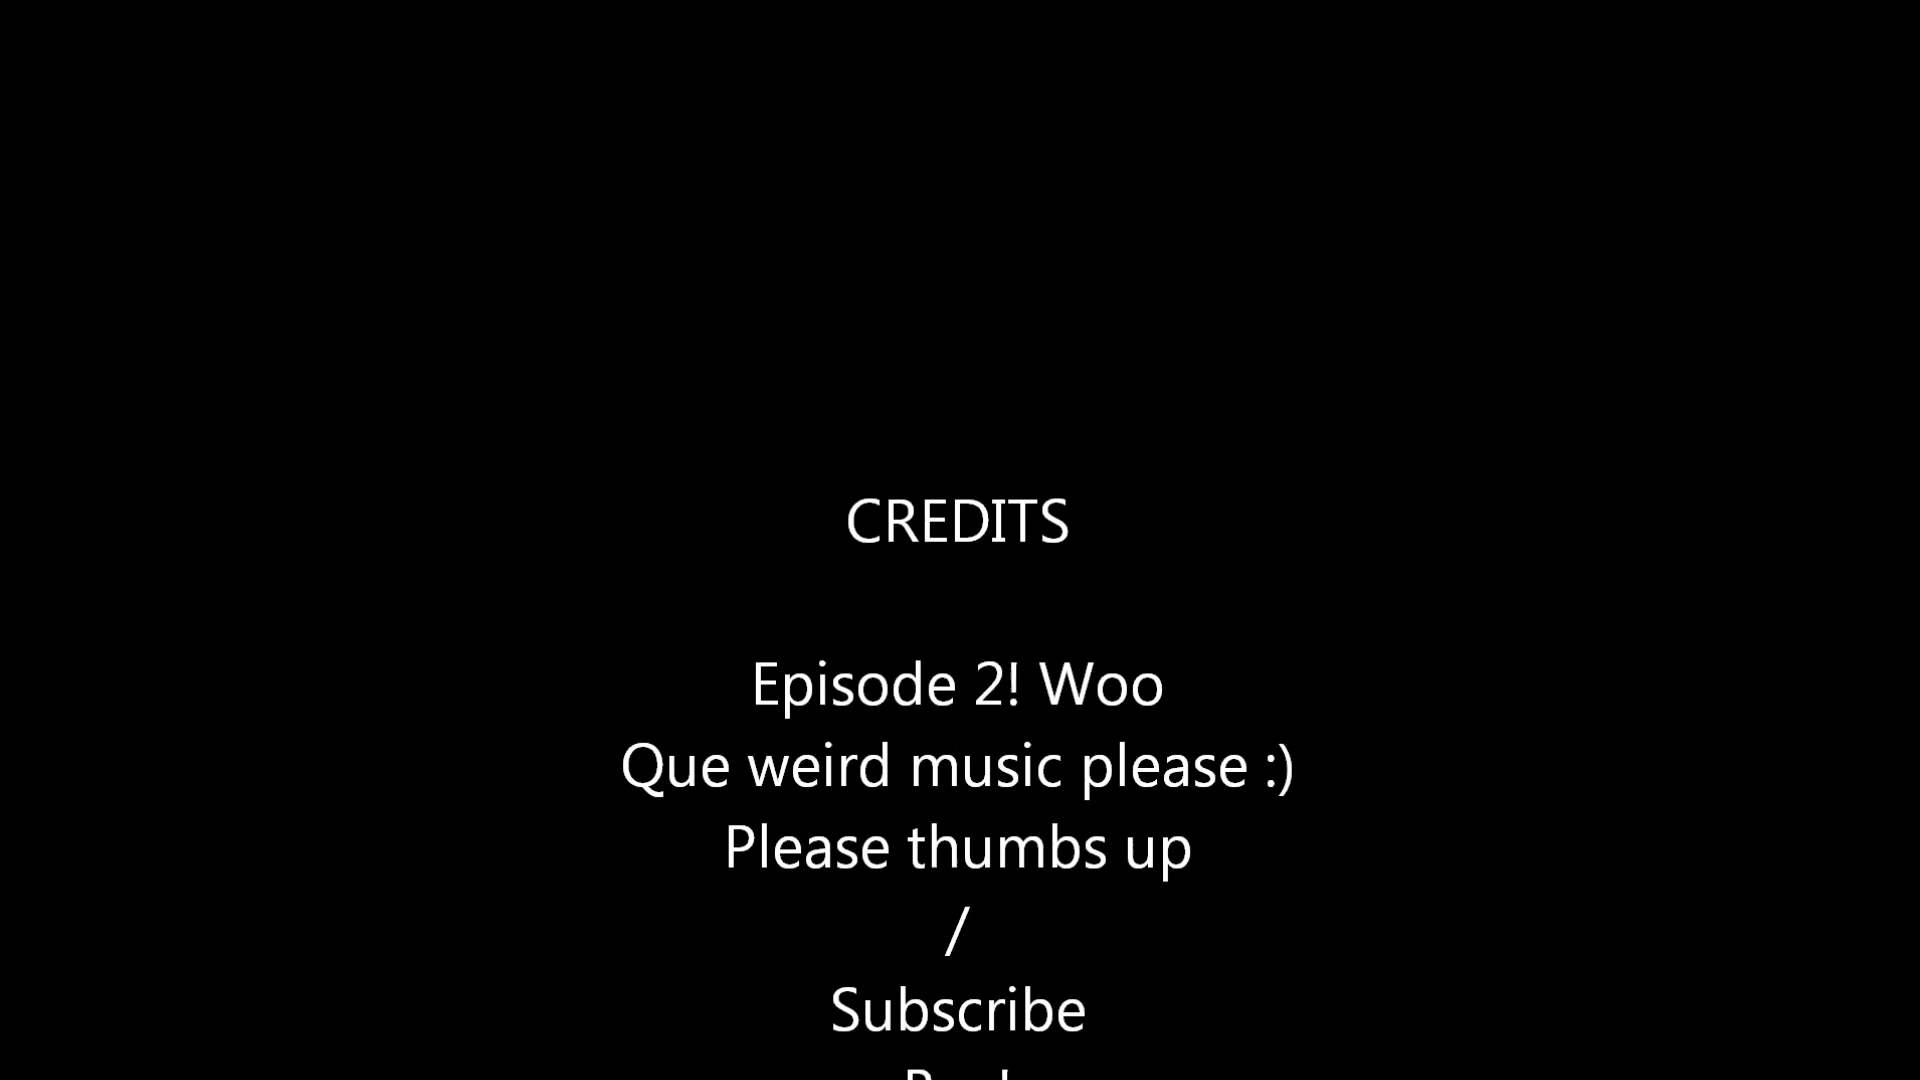 CREDITS
Episode 2! Woo
Que weird music please :)
Please thumbs up
/
Subscribe